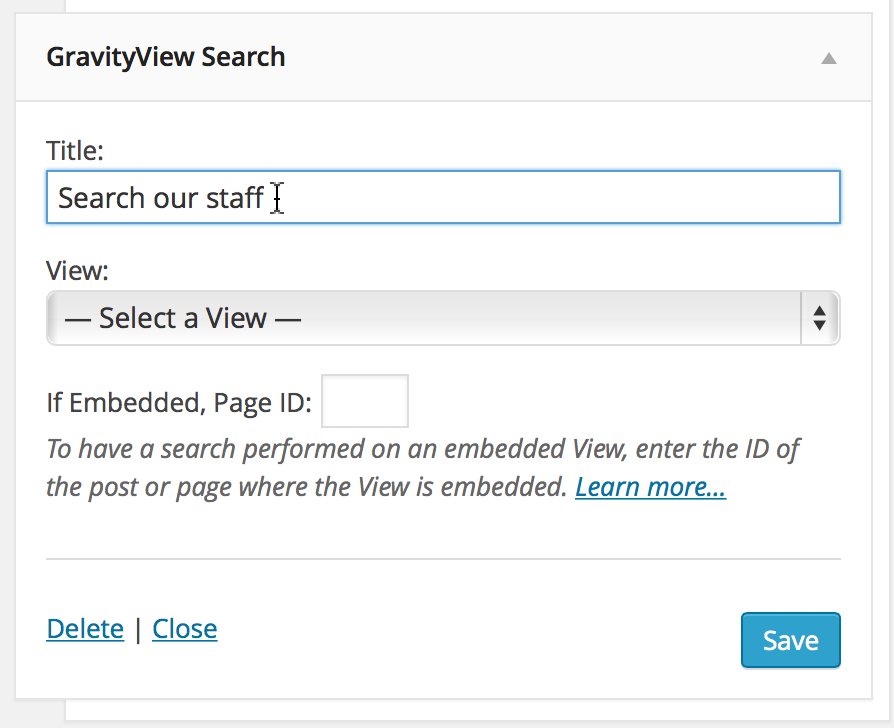 GravityView Search
Title:
Search our staff
View:
— Select a View —
If Embedded, Page ID:
To have a search performed on an embedded View, enter the ID of
the post or page where the View is embedded. Learn more...
Delete | Close
Save